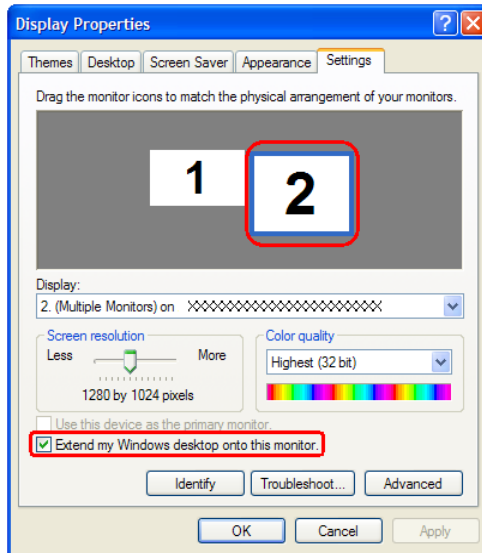 Display Properties
Themes Desktop Screen Saver Appearance Settings
Drag the monitor icons to match the physical arrangement of your monitors.
1 2
Display:
2. (Multiple Monitors) on XXXXXXXXXXXXXXXXXXXXXX
Screen resolution
Less More
1280 by 1024 pixels
Color quality
Highest (32 bit)
Use this device as the primary monitor.
Extend my Windows desktop onto this monitor.
Identify Troubleshoot... Advanced
OK Cancel Apply